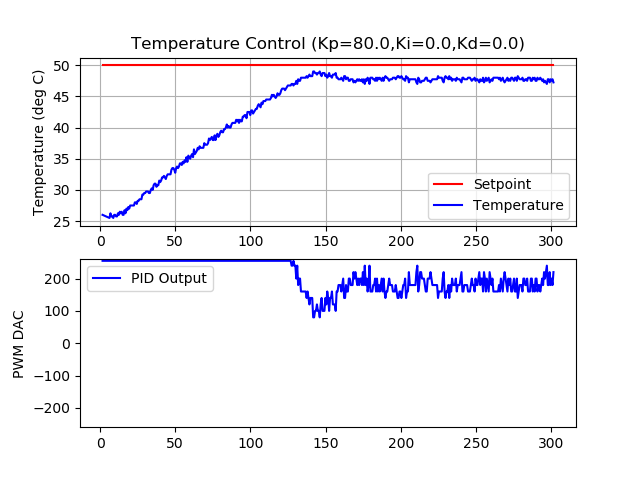 Temperature Control (Kp=80.0,Ki=0.0,Kd=0.0)
Temperature (deg C)
50
45
40
35
30
25
Setpoint
Temperature
0 50 100 150 200 250 300
PWM DAC
200
100
0
−100
−200
PID Output
0 50 100 150 200 250 300